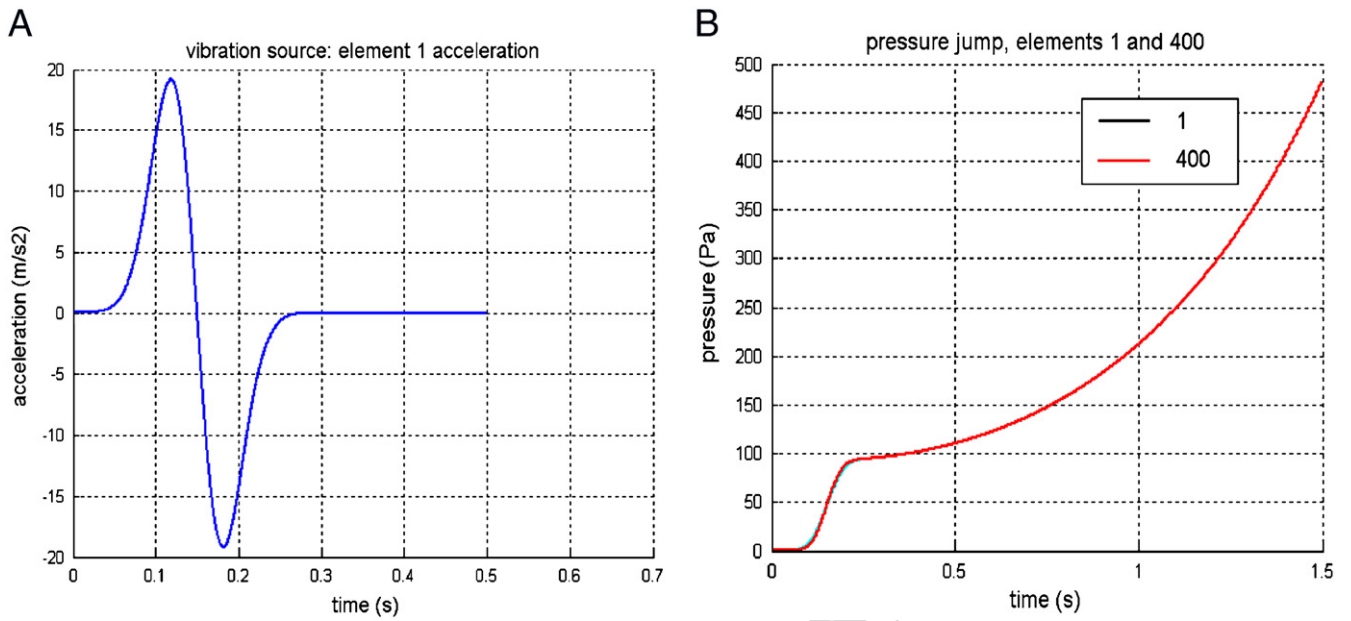 A
vibration source: element 1 acceleration
20
15
10
5
0
-5
-10
-15
-20
acceleration (m/s2)
0 0.1 0.2 0.3 0.4 0.5 0.6 0.7
time (s)
B
pressure jump, elements 1 and 400
500
450
400
350
300
250
200
150
100
50
0
pressure (Pa)
1
400
0 0.5 1 1.5
time (s)